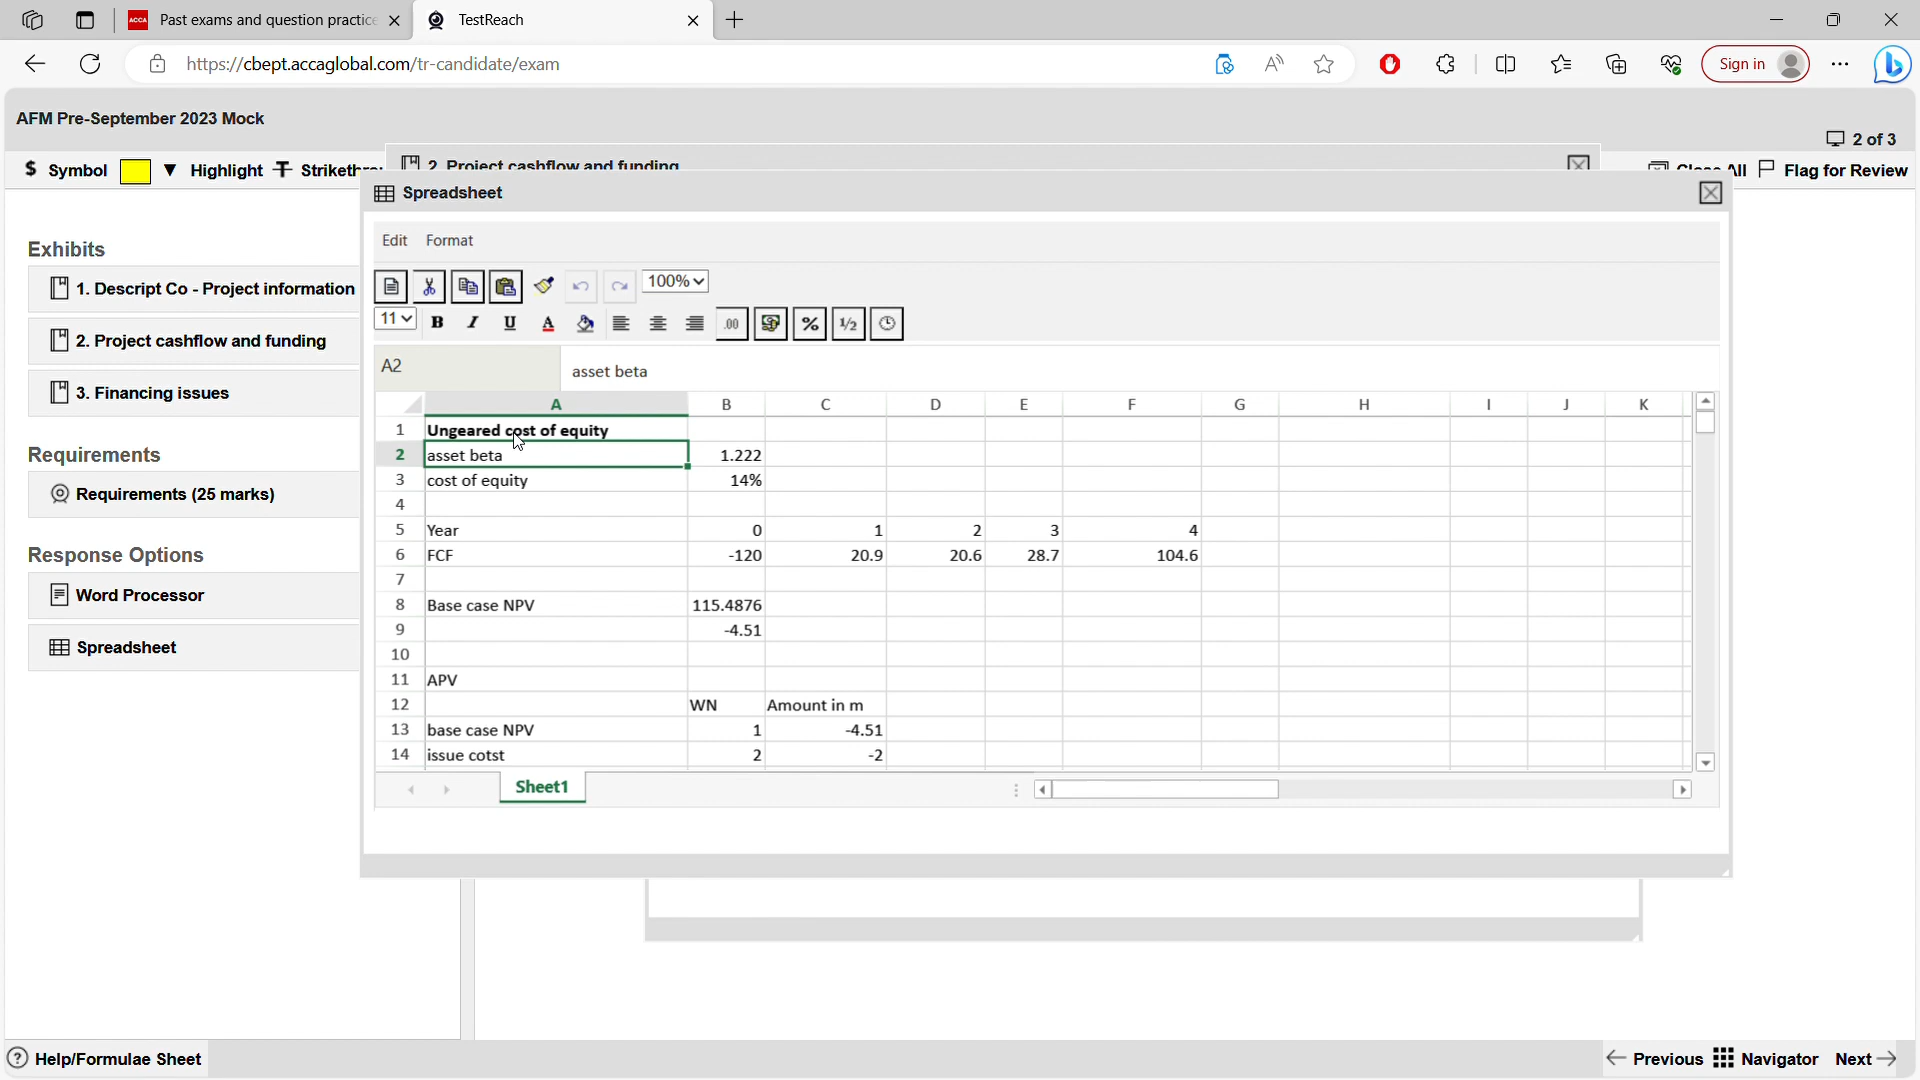 Past exams and question practice
TestReach
https://cbept.accaglobal.com/tr-candidate/exam
Sign in
AFM Pre-September 2023 Mock
2 of 3
$ Symbol Highlight Strikethrou
2. Project cashflow and funding
Close All Flag for Review
Spreadsheet
Edit Format
100%
11 B I U A .00 % 1/2
A2 asset beta
A B C D E F G H I J K
1 Ungeared cost of equity
2 asset beta 1.222
3 cost of equity 14%
4
5 Year 0 1 2 3 4
6 FCF -120 20.9 20.6 28.7 104.6
7
8 Base case NPV 115.4876
9 -4.51
10
11 APV
12 WN Amount in m
13 base case NPV 1 -4.51
14 issue cotst 2 -2
Sheet1
Exhibits
1. Descript Co - Project information
2. Project cashflow and funding
3. Financing issues
Requirements
Requirements (25 marks)
Response Options
Word Processor
Spreadsheet
Help/Formulae Sheet
Previous Navigator Next